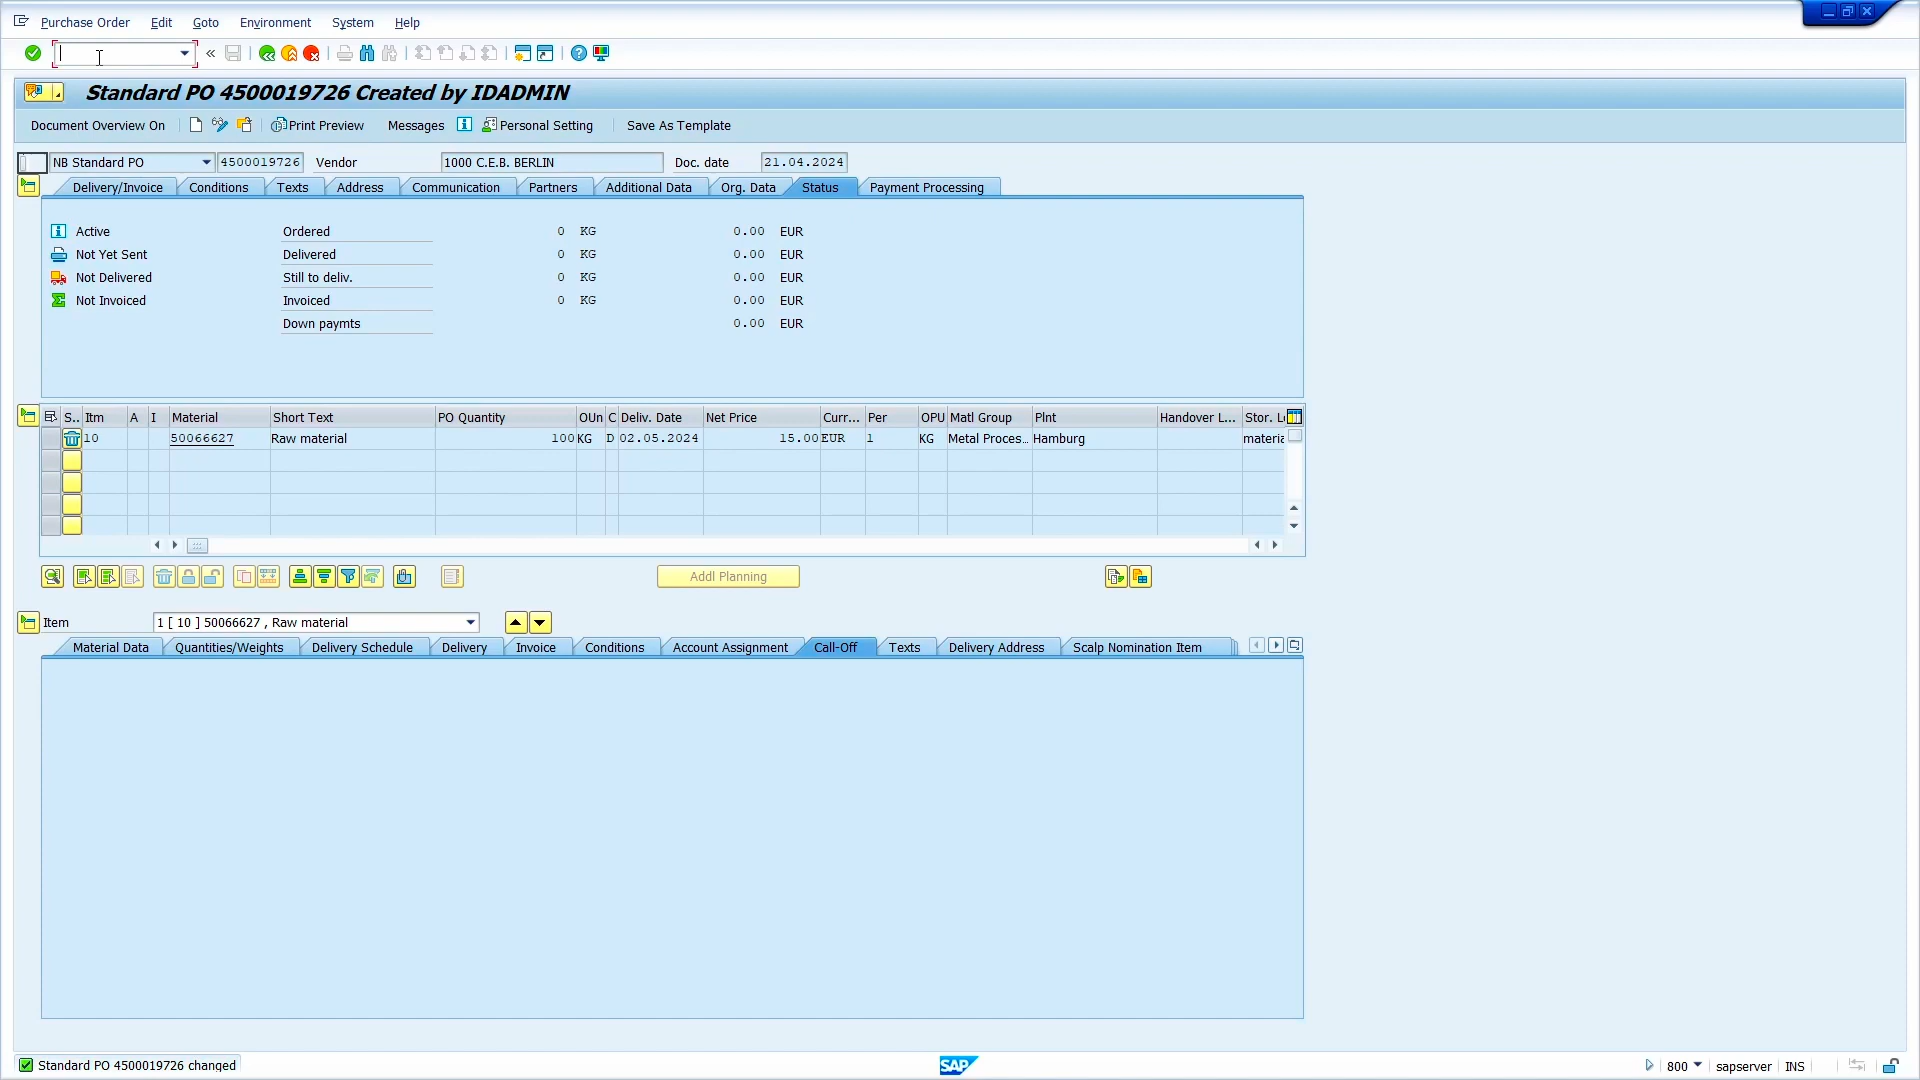 Purchase Order Edit Goto Environment System Help
Standard PO 4500019726 Created by IDADMIN
Document Overview On Print Preview Messages Personal Setting Save As Template
NB Standard PO 4500019726 Vendor 1000 C.E.B. BERLIN Doc. date 21.04.2024
Delivery/Invoice Conditions Texts Address Communication Partners Additional Data Org. Data Status Payment Processing
Active Ordered 0 KG 0.00 EUR
Not Yet Sent Delivered 0 KG 0.00 EUR
Not Delivered Still to deliv. 0 KG 0.00 EUR
Not Invoiced Invoiced 0 KG 0.00 EUR
Down paymts 0.00 EUR
S.. Itm A I Material Short Text PO Quantity OUn C Deliv. Date Net Price Curr... Per OPU Matl Group Plnt Handover L... Stor. L
10 50066627 Raw material 100 KG D 02.05.2024 15.00 EUR 1 KG Metal Proces... Hamburg materia
Addl Planning
Item 1 [ 10 ] 50066627 , Raw material
Material Data Quantities/Weights Delivery Schedule Delivery Invoice Conditions Account Assignment Call-Off Texts Delivery Address Scalp Nomination Item
Standard PO 4500019726 changed SAP 800 sapserver INS